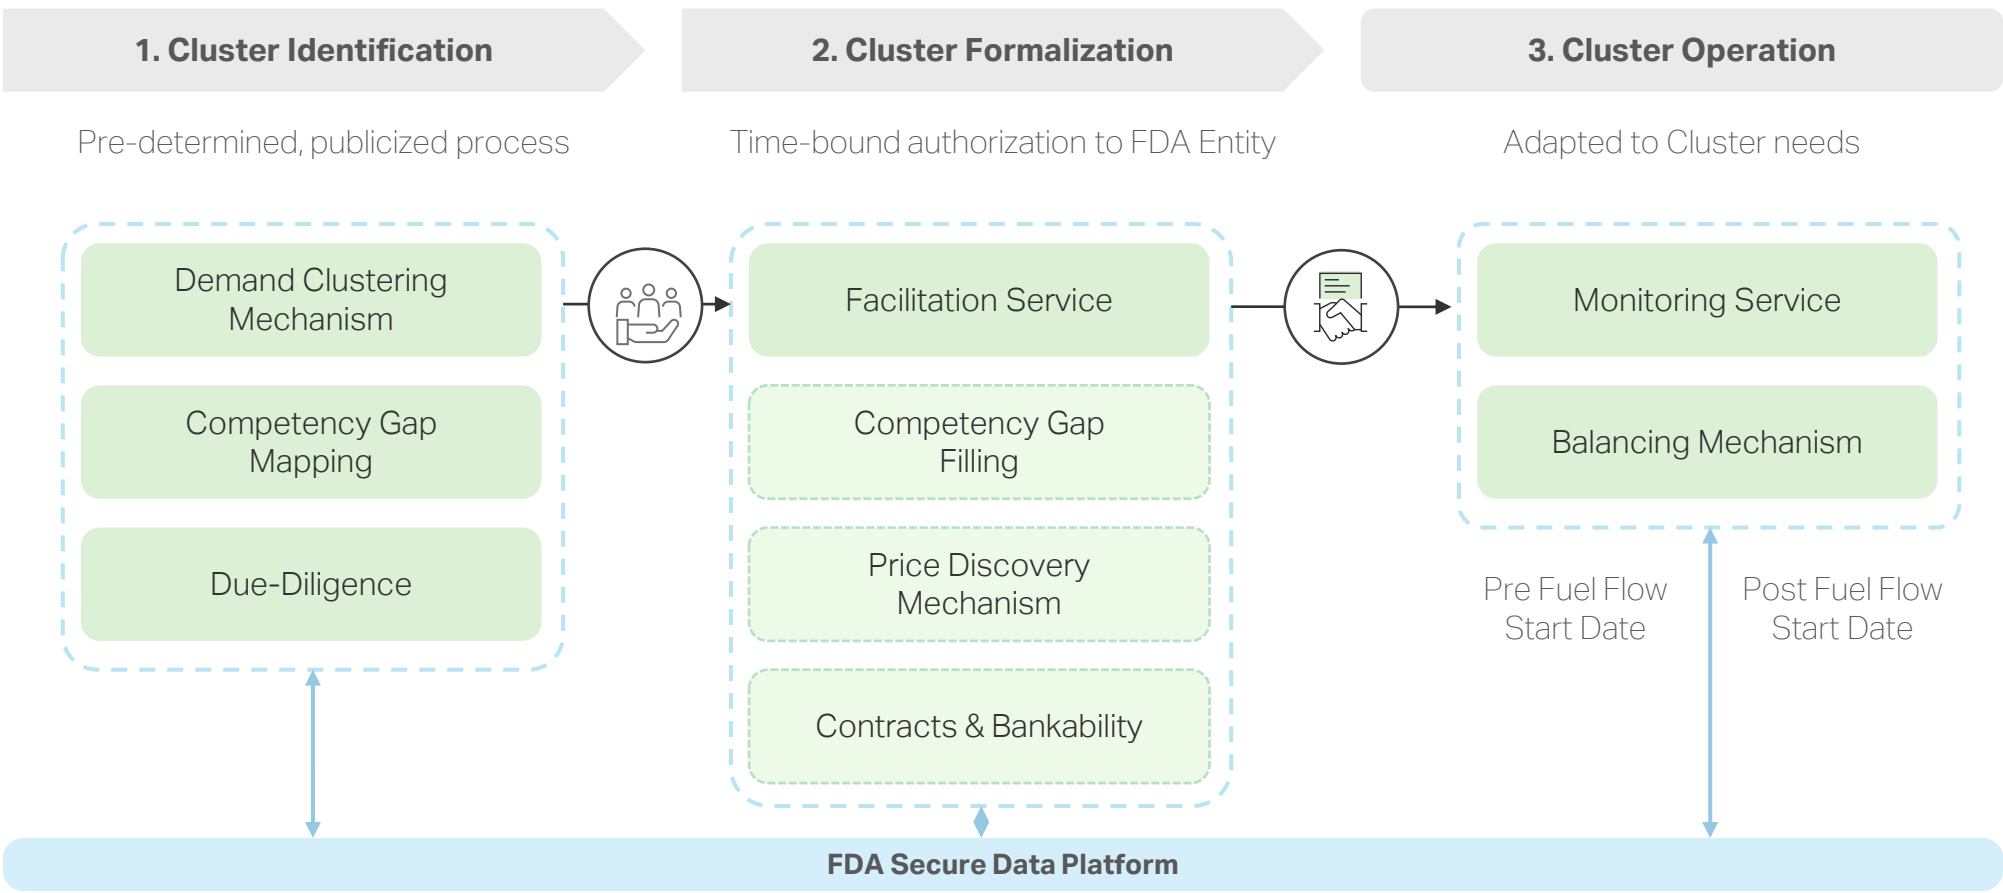 1. Cluster Identification
2. Cluster Formalization
3. Cluster Operation
Pre-determined, publicized process
Time-bound authorization to FDA Entity
Adapted to Cluster needs
Demand Clustering
Mechanism
Competency Gap
Mapping
Due-Diligence
Facilitation Service
Competency Gap
Filling
Price Discovery
Mechanism
Contracts & Bankability
Monitoring Service
Balancing Mechanism
Pre Fuel Flow
Start Date
Post Fuel Flow
Start Date
FDA Secure Data Platform